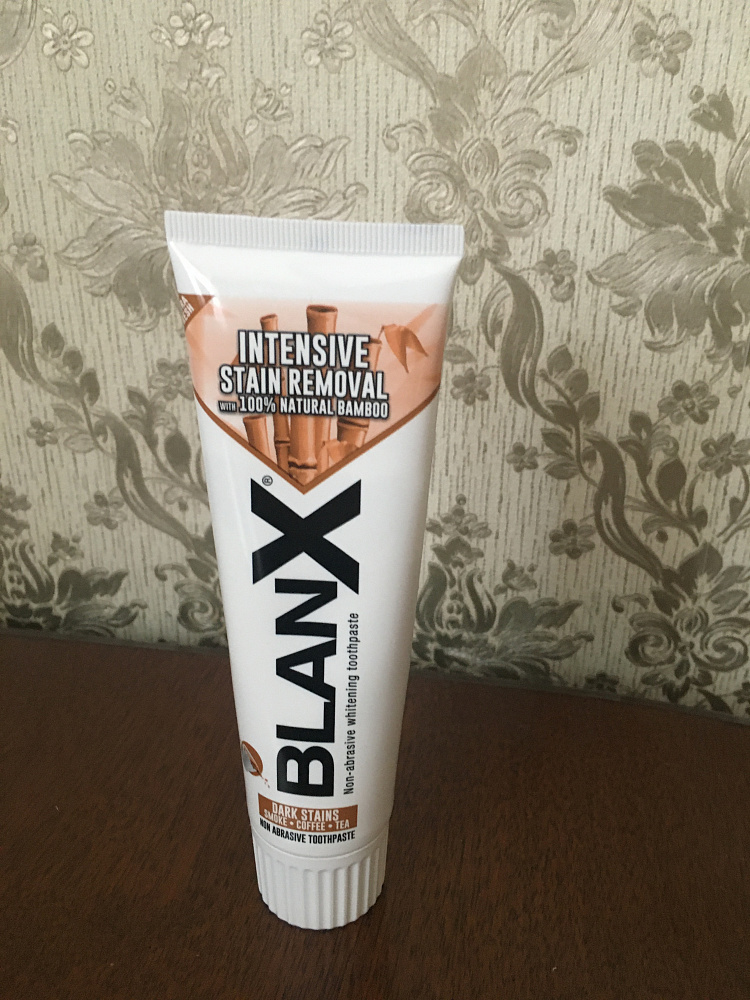 INTENSIVE
STAIN REMOVAL
WITH 100% NATURAL BAMBOO
BLANX®
Non-abrasive whitening toothpaste
DARK STAINS
SMOKE • COFFEE • TEA
NON ABRASIVE TOOTHPASTE